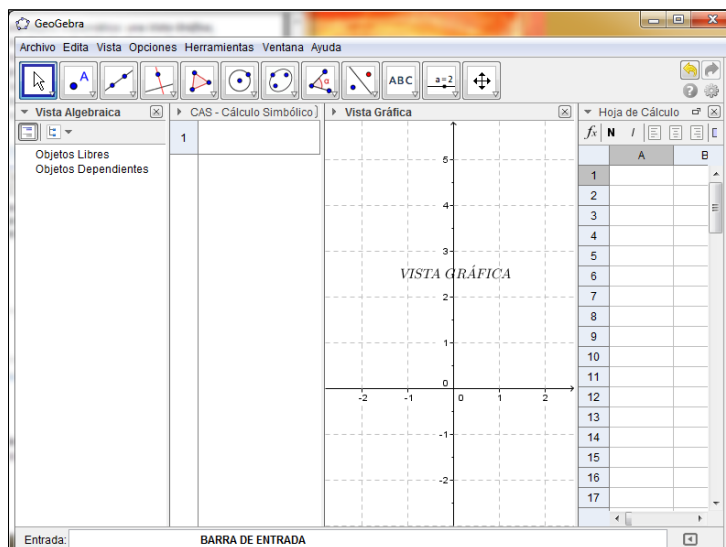 GeoGebra
Archivo Edita Vista Opciones Herramientas Ventana Ayuda
A
α
ABC
a=2
Vista Algebraica
CAS - Cálculo Simbólico
Vista Gráfica
Hoja de Cálculo
fx N I
Objetos Libres
Objetos Dependientes
1
VISTA GRÁFICA
5
4
3
2
1
0
-1
-2
-2 -1 0 1 2
A B
1
2
3
4
5
6
7
8
9
10
11
12
13
14
15
16
17
Entrada: BARRA DE ENTRADA